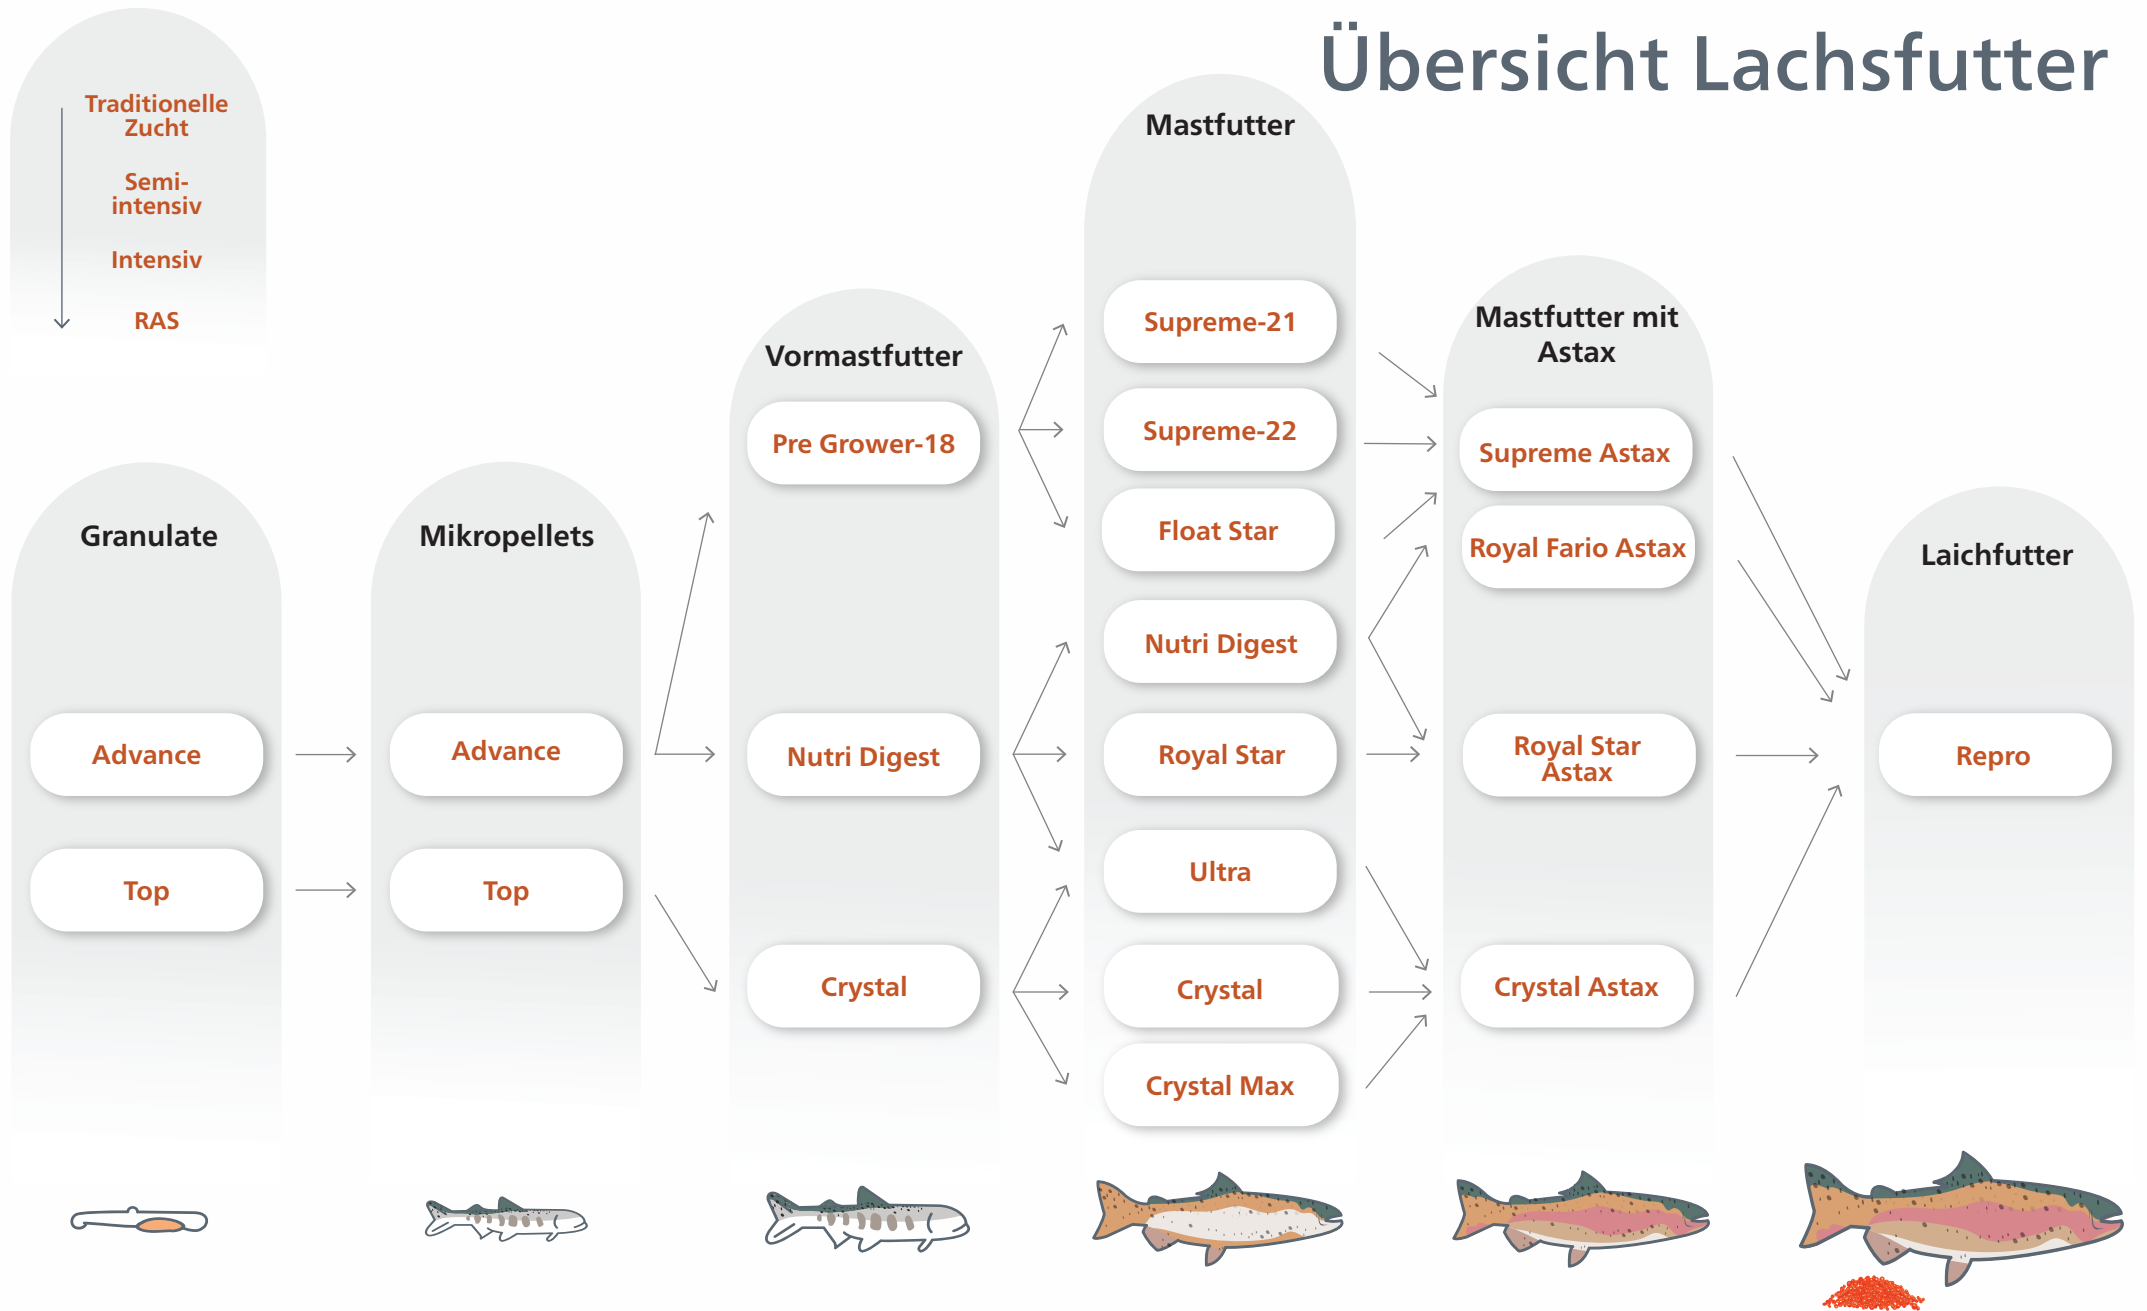 Übersicht Lachsfutter
Traditionelle
Zucht
Semi-
intensiv
Intensiv
RAS
Granulate
Advance
Top
Mikropellets
Advance
Top
Vormastfutter
Pre Grower-18
Nutri Digest
Crystal
Mastfutter
Supreme-21
Supreme-22
Float Star
Nutri Digest
Royal Star
Ultra
Crystal
Crystal Max
Mastfutter mit
Astax
Supreme Astax
Royal Fario Astax
Royal Star
Astax
Crystal Astax
Laichfutter
Repro